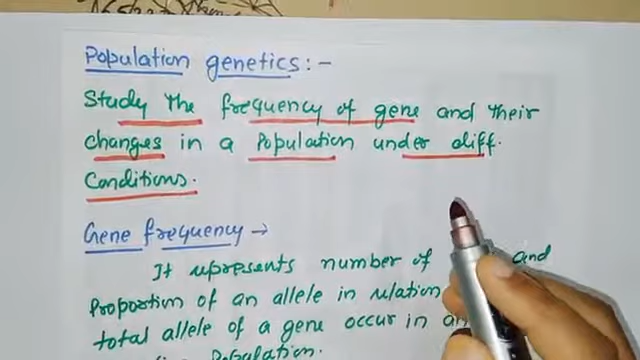 Population genetics:-
Study the frequency of gene and their
changes in a Population under diff.
Conditions.
Gene frequency →
It represents number of and
Proportion of an allele in relation
total allele of a gene occur in
Population.